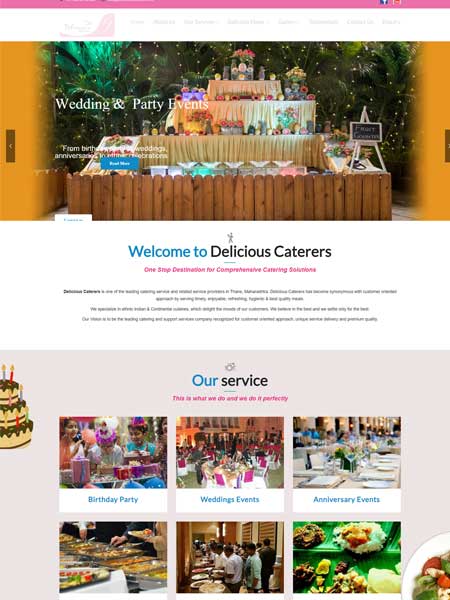 Home About Us Our Services Delicious Menu Gallery Testimonials Contact Us Enquiry
Wedding & Party Events
FRUIT
COUNTER
"From birthday
anniversaries
Read More
Welcome to Delicious Caterers
One Stop Destination for Comprehensive Catering Solutions
Delicious Caterers is one of the leading catering service and related service providers in Thane, Maharashtra. Delicious Caterers has become synonymous with customer oriented
approach by serving timely, enjoyable, refreshing, hygienic & best quality meals.
We specialize in ethnic Indian & Continental cuisines, which delight the moods of our customers. We believe in the best and we settle only for the best.
Our Vision is to be the leading catering and support services company recognized for customer oriented approach, unique service delivery and premium quality.
Our service
This is what we do and we do it perfectly
Birthday Party Weddings Events Anniversary Events